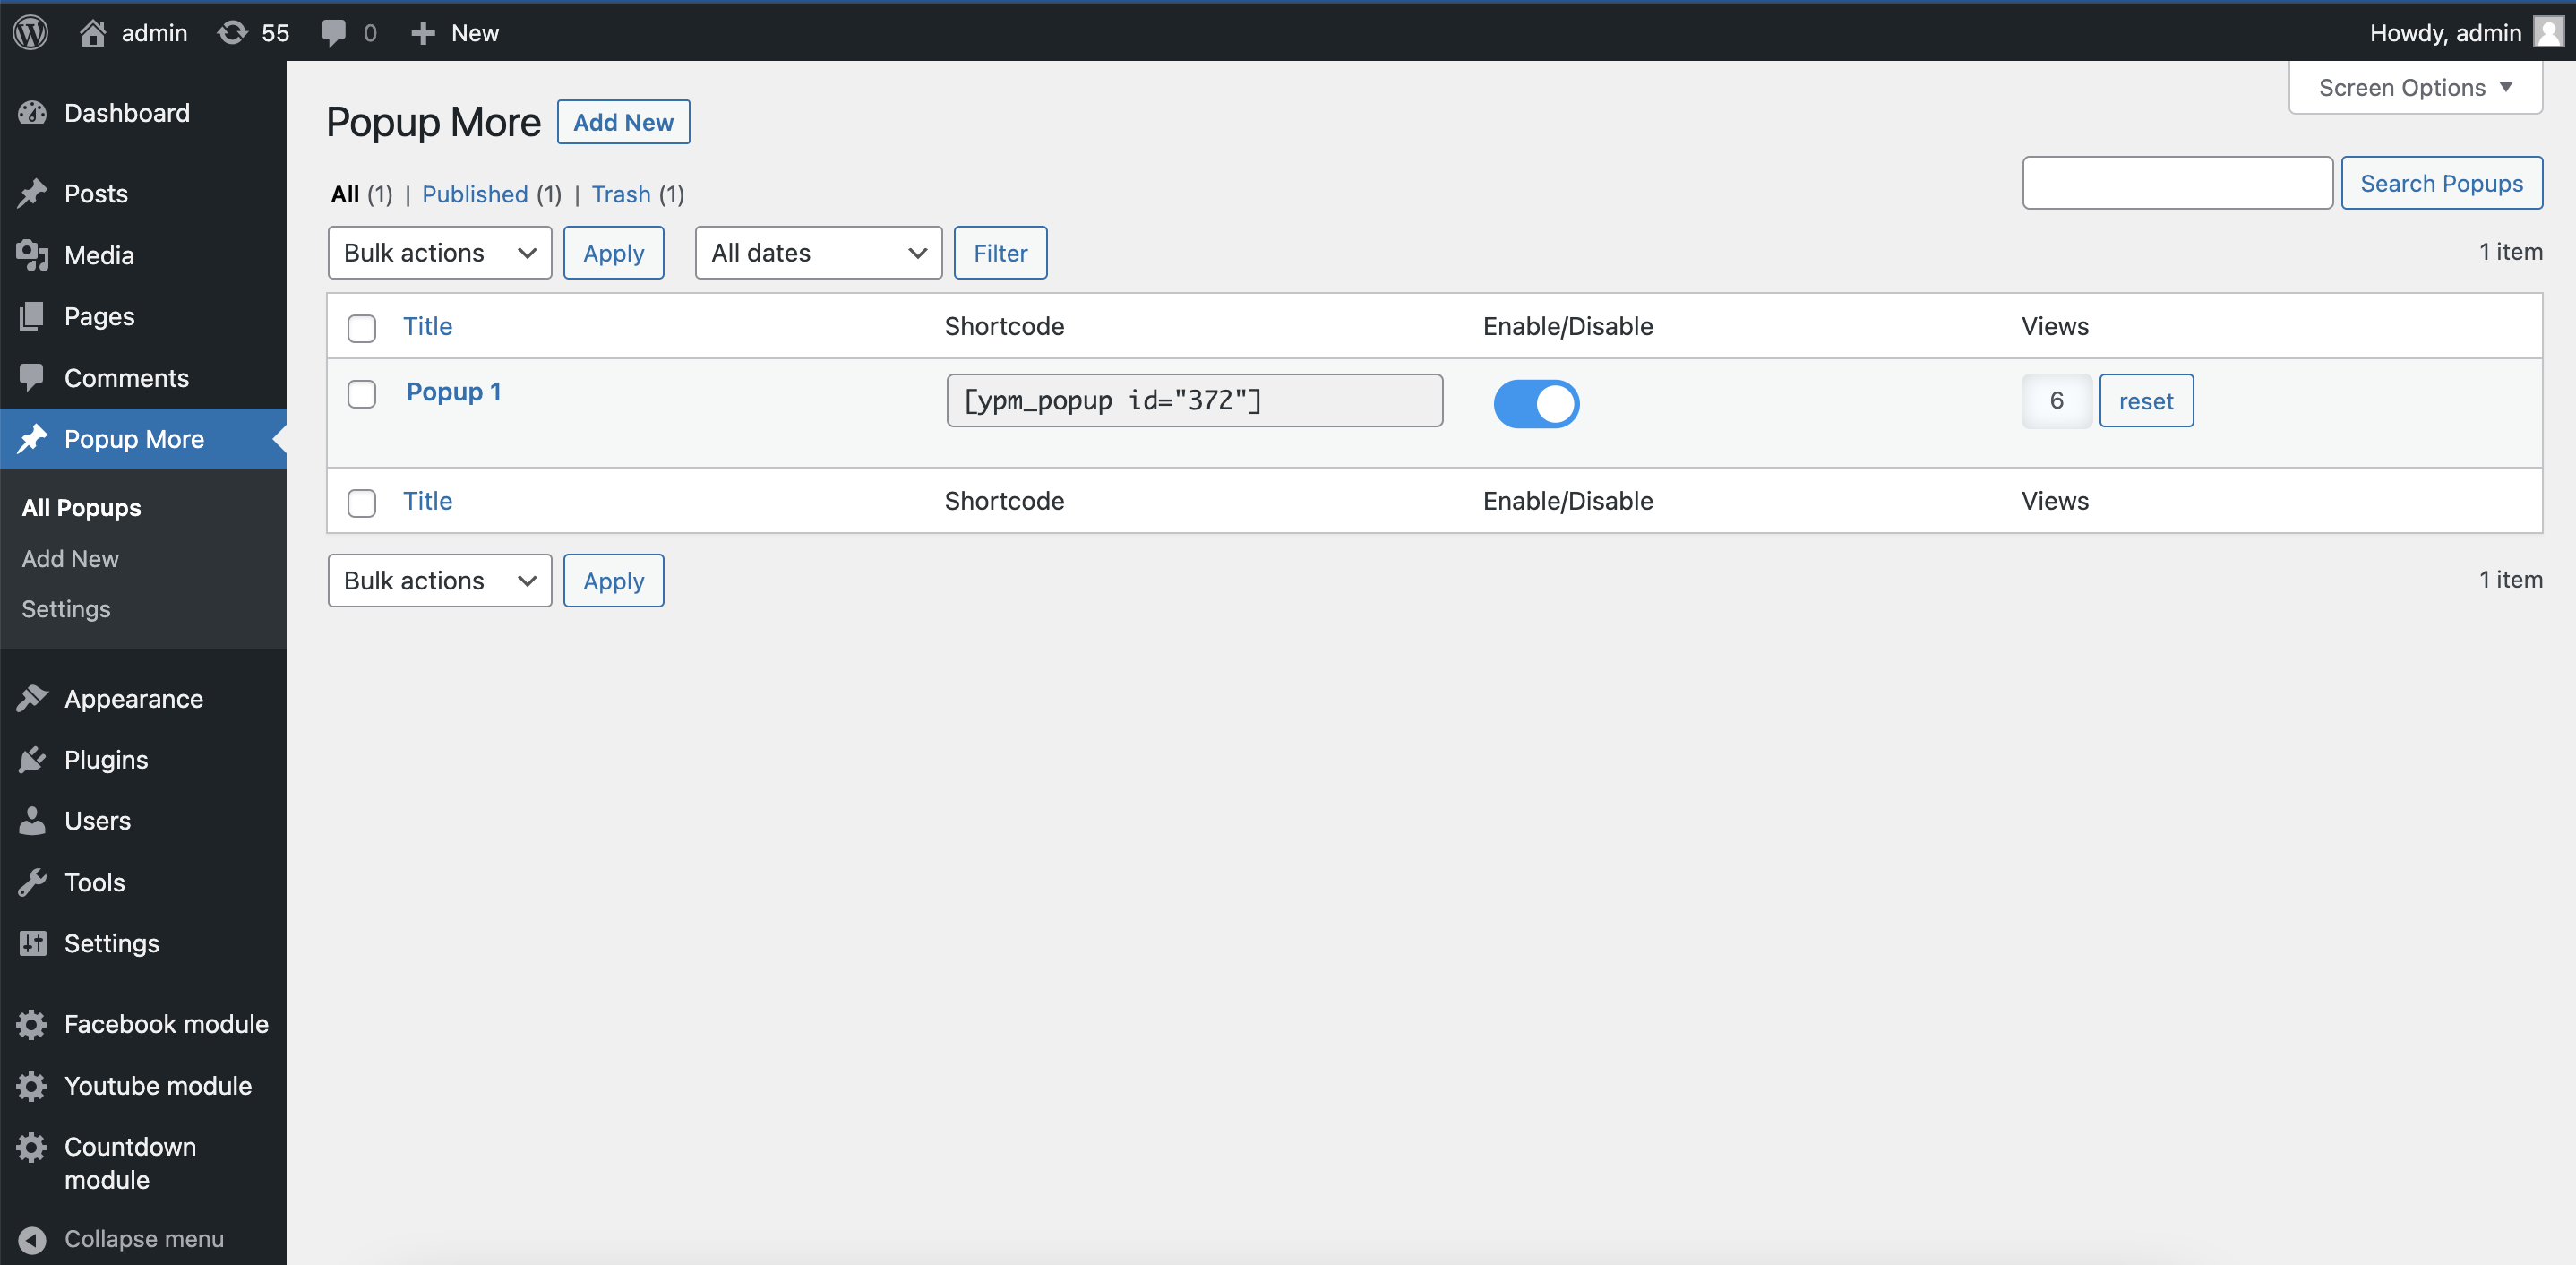 admin 55 0 New Howdy, admin
Screen Options
Dashboard
Posts
Media
Pages
Comments
Popup More
All Popups
Add New
Settings
Appearance
Plugins
Users
Tools
Settings
Facebook module
Youtube module
Countdown
module
Collapse menu
Popup More Add New
All (1) | Published (1) | Trash (1)
Search Popups
Bulk actions Apply All dates Filter 1 item
Title Shortcode Enable/Disable Views
Popup 1 [ypm_popup id="372"] 6 reset
Title Shortcode Enable/Disable Views
Bulk actions Apply 1 item